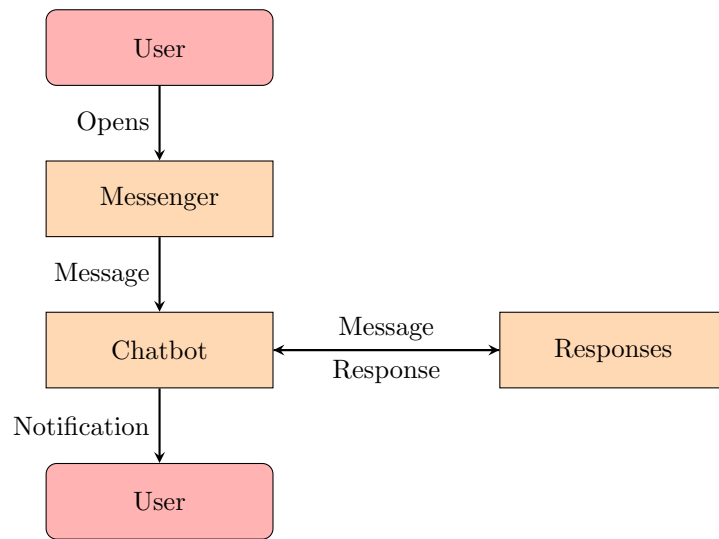 User
Opens
Messenger
Message
Chatbot
Message
Response
Responses
Notification
User